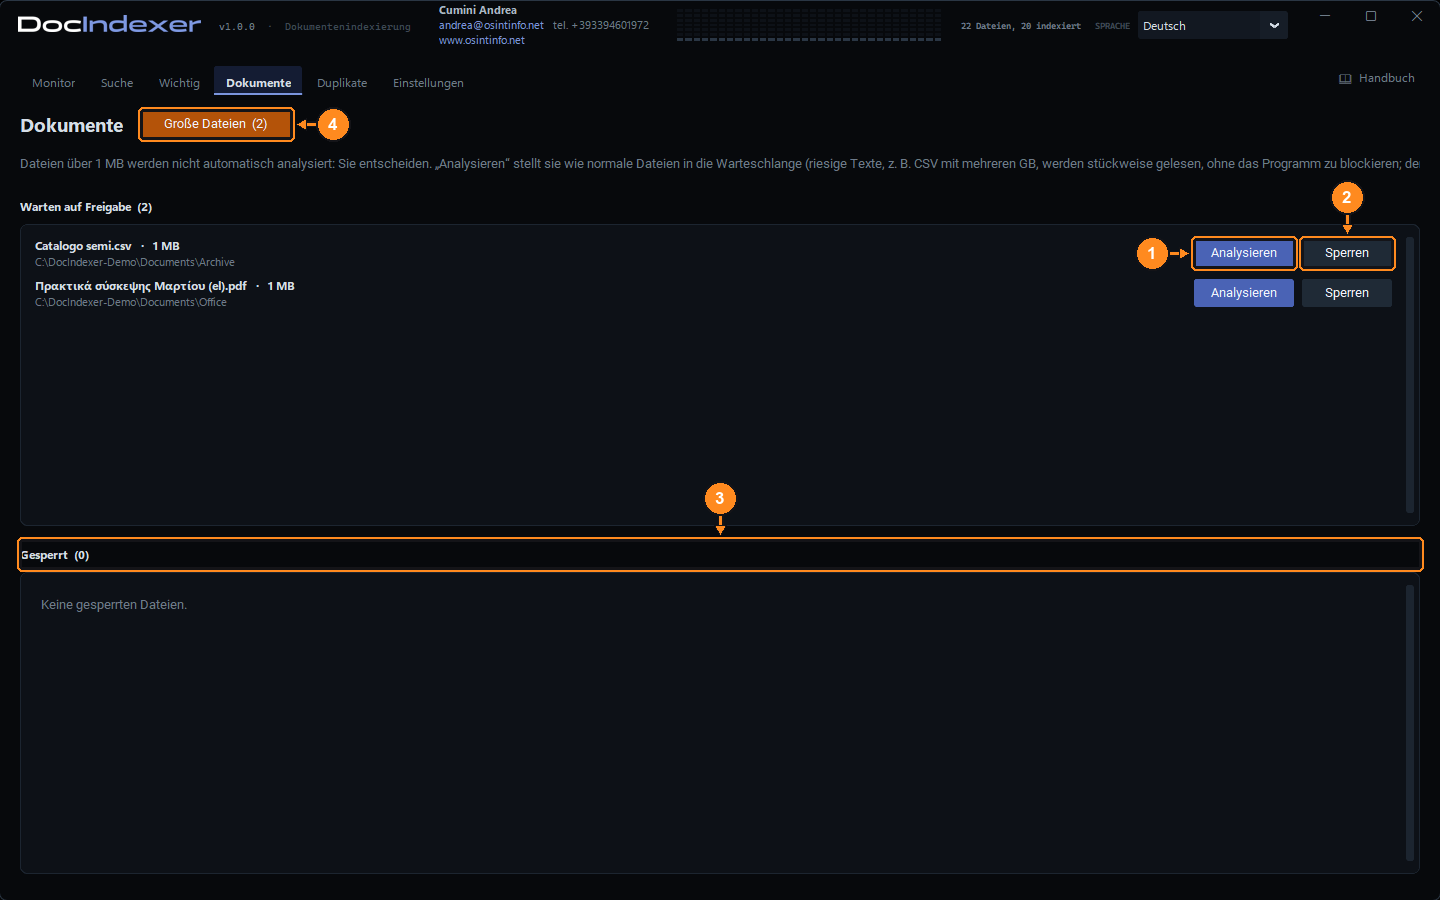 DocIndexer v1.0.0 · Dokumentenindexierung
Cumini Andrea
andrea@osintinfo.net tel. +393394601972
www.osintinfo.net
22 Dateien, 20 indexiert SPRACHE Deutsch
Monitor Suche Wichtig Dokumente Duplikate Einstellungen Handbuch
Dokumente Große Dateien (2) 4
Dateien über 1 MB werden nicht automatisch analysiert: Sie entscheiden. „Analysieren“ stellt sie wie normale Dateien in die Warteschlange (riesige Texte, z. B. CSV mit mehreren GB, werden stückweise gelesen, ohne das Programm zu blockieren;
Warten auf Freigabe (2)
2
Catalogo semi.csv · 1 MB
C:\DocIndexer-Demo\Documents\Archive
1 Analysieren Sperren
Πρακτικά σύσκεψης Μαρτίου (el).pdf · 1 MB
C:\DocIndexer-Demo\Documents\Office
Analysieren Sperren
3
Gesperrt (0)
Keine gesperrten Dateien.